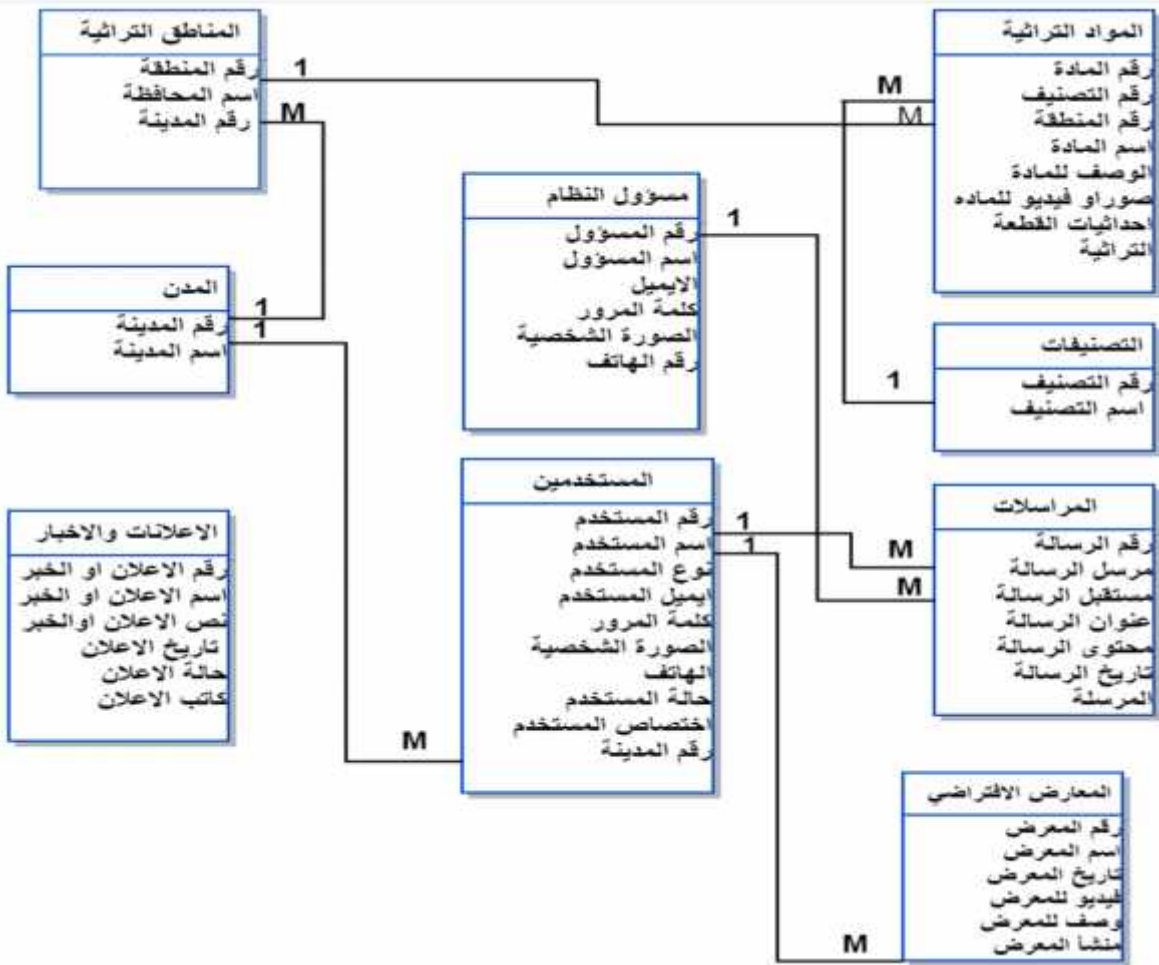 المواد التراثية
رقم المادة
رقم التصنيف
رقم المنطقة
اسم المادة
الوصف للمادة
صوراو فيديو للماده
احداثيات القطعة
التراثية
M
M
المناطق التراثية
رقم المنطقة
اسم المحافظة
رقم المدينة
1
M
مسؤول النظام
رقم المسؤول
اسم المسؤول
الايميل
كلمة المرور
الصورة الشخصية
رقم الهاتف
1
المدن
رقم المدينة
اسم المدينة
1
1
التصنيفات
رقم التصنيف
اسم التصنيف
1
المستخدمين
رقم المستخدم
اسم المستخدم
نوع المستخدم
ايميل المستخدم
كلمة المرور
الصورة الشخصية
الهاتف
حالة المستخدم
اختصاص المستخدم
رقم المدينة
1
1
M
المراسلات
رقم الرسالة
مرسل الرسالة
مستقبل الرسالة
عنوان الرسالة
محتوى الرسالة
تاريخ الرسالة
المرسلة
M
M
الاعلانات والاخبار
رقم الاعلان او الخبر
اسم الاعلان او الخبر
نص الاعلان اوالخبر
تاريخ الاعلان
حالة الاعلان
كاتب الاعلان
المعارض الافتراضي
رقم المعرض
اسم المعرض
تاريخ المعرض
فيديو للمعرض
وصف للمعرض
منشأ المعرض
M